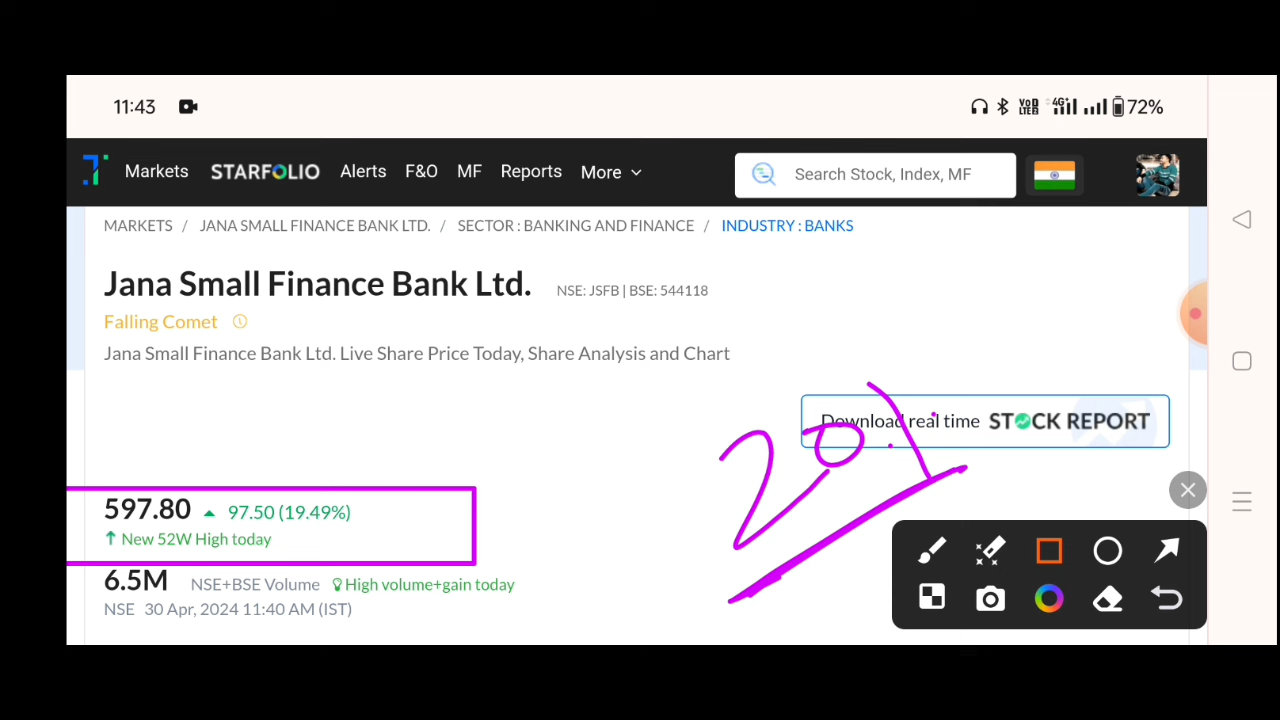 11:43 VoD LTE2 4G+ 72%
Markets STARFOLIO Alerts F&O MF Reports More Search Stock, Index, MF
MARKETS / JANA SMALL FINANCE BANK LTD. / SECTOR : BANKING AND FINANCE / INDUSTRY : BANKS
Jana Small Finance Bank Ltd. NSE: JSFB | BSE: 544118
Falling Comet
Jana Small Finance Bank Ltd. Live Share Price Today, Share Analysis and Chart
Download real time STOCK REPORT
20%
597.80 97.50 (19.49%)
New 52W High today
6.5M NSE+BSE Volume High volume+gain today
NSE 30 Apr, 2024 11:40 AM (IST)